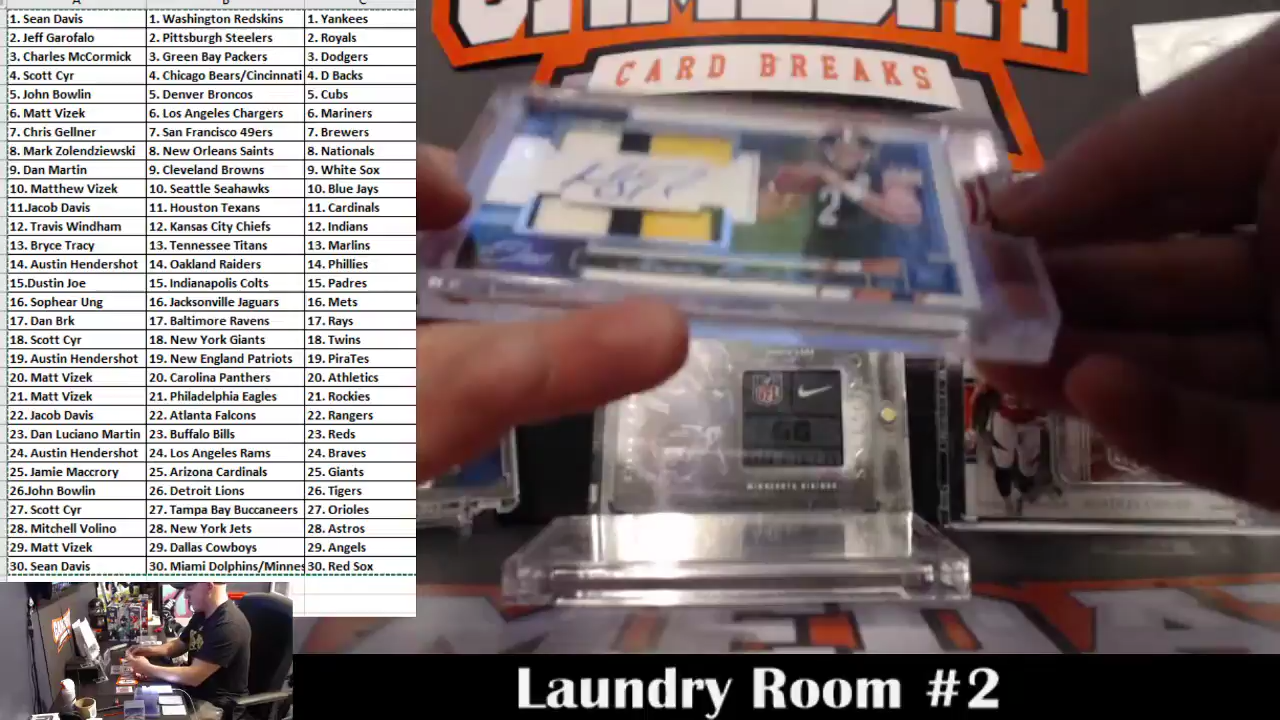 A B C
1. Sean Davis 1. Washington Redskins 1. Yankees
2. Jeff Garofalo 2. Pittsburgh Steelers 2. Royals
3. Charles McCormick 3. Green Bay Packers 3. Dodgers
4. Scott Cyr 4. Chicago Bears/Cincinnati 4. D Backs
5. John Bowlin 5. Denver Broncos 5. Cubs
6. Matt Vizek 6. Los Angeles Chargers 6. Mariners
7. Chris Gellner 7. San Francisco 49ers 7. Brewers
8. Mark Zolendziewski 8. New Orleans Saints 8. Nationals
9. Dan Martin 9. Cleveland Browns 9. White Sox
10. Matthew Vizek 10. Seattle Seahawks 10. Blue Jays
11.Jacob Davis 11. Houston Texans 11. Cardinals
12. Travis Windham 12. Kansas City Chiefs 12. Indians
13. Bryce Tracy 13. Tennessee Titans 13. Marlins
14. Austin Hendershot 14. Oakland Raiders 14. Phillies
15.Dustin Joe 15. Indianapolis Colts 15. Padres
16. Sophear Ung 16. Jacksonville Jaguars 16. Mets
17. Dan Brk 17. Baltimore Ravens 17. Rays
18. Scott Cyr 18. New York Giants 18. Twins
19. Austin Hendershot 19. New England Patriots 19. PiraTes
20. Matt Vizek 20. Carolina Panthers 20. Athletics
21. Matt Vizek 21. Philadelphia Eagles 21. Rockies
22. Jacob Davis 22. Atlanta Falcons 22. Rangers
23. Dan Luciano Martin 23. Buffalo Bills 23. Reds
24. Austin Hendershot 24. Los Angeles Rams 24. Braves
25. Jamie Maccrory 25. Arizona Cardinals 25. Giants
26.John Bowlin 26. Detroit Lions 26. Tigers
27. Scott Cyr 27. Tampa Bay Buccaneers 27. Orioles
28. Mitchell Volino 28. New York Jets 28. Astros
29. Matt Vizek 29. Dallas Cowboys 29. Angels
30. Sean Davis 30. Miami Dolphins/Minnes 30. Red Sox
CARD BREAKS
2
NFL
MINNESOTA VIKINGS
Laundry Room #2